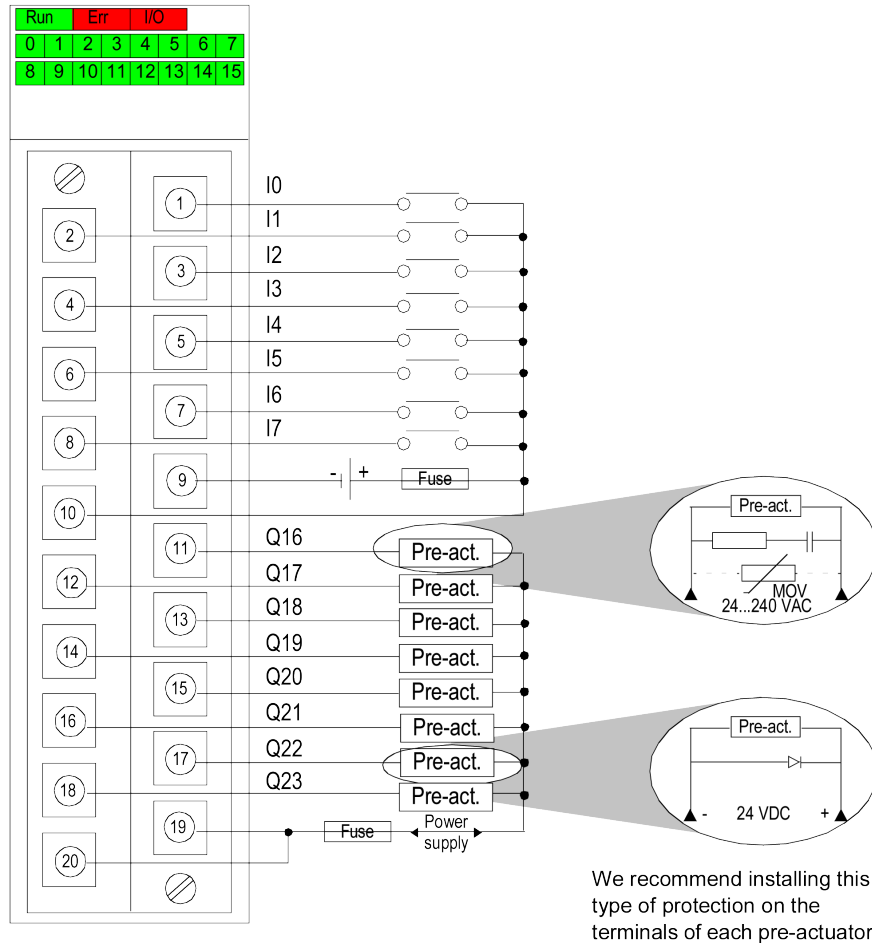 Run Err I/O
0 1 2 3 4 5 6 7
8 9 10 11 12 13 14 15
1 I0
2 I1
3 I2
4 I3
5 I4
6 I5
7 I6
8 I7
9 - + Fuse
10
11 Q16 Pre-act.
12 Q17 Pre-act.
13 Q18 Pre-act.
14 Q19 Pre-act.
15 Q20 Pre-act.
16 Q21 Pre-act.
17 Q22 Pre-act.
18 Q23 Pre-act.
19 Fuse Power
supply
20
Pre-act.
MOV
24...240 VAC
Pre-act.
- 24 VDC +
We recommend installing this
type of protection on the
terminals of each pre-actuator